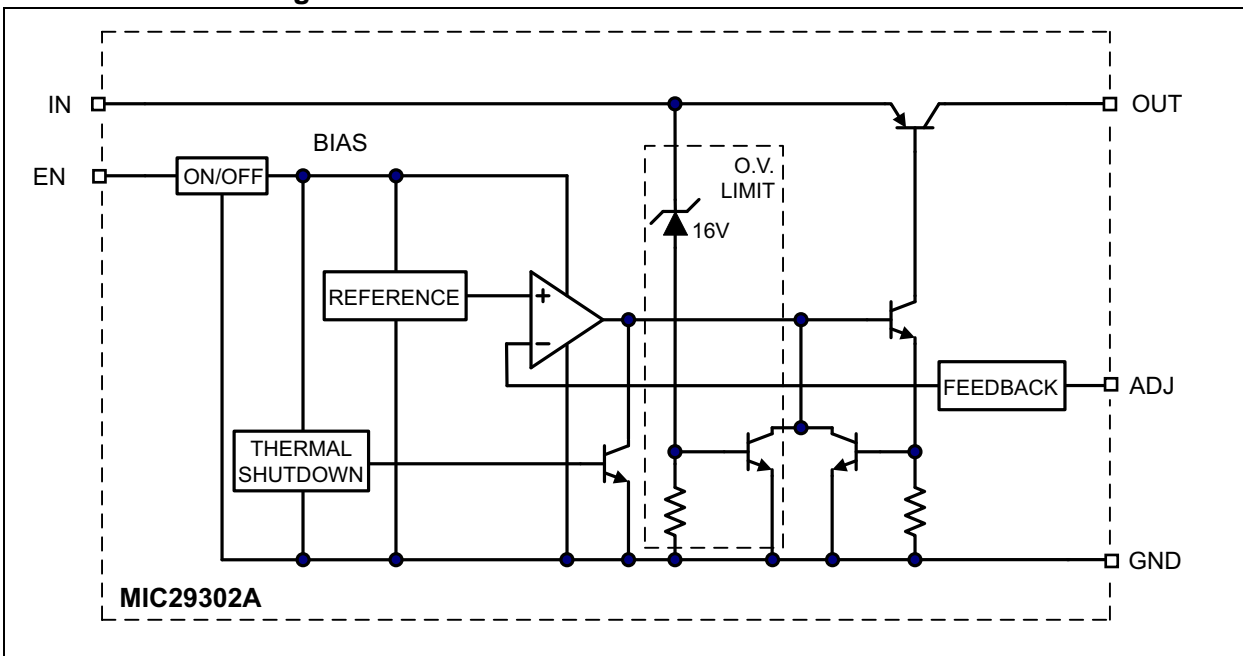 IN
OUT
BIAS
EN
ON/OFF
O.V.
LIMIT
16V
REFERENCE
+
−
FEEDBACK
ADJ
THERMAL
SHUTDOWN
GND
MIC29302A